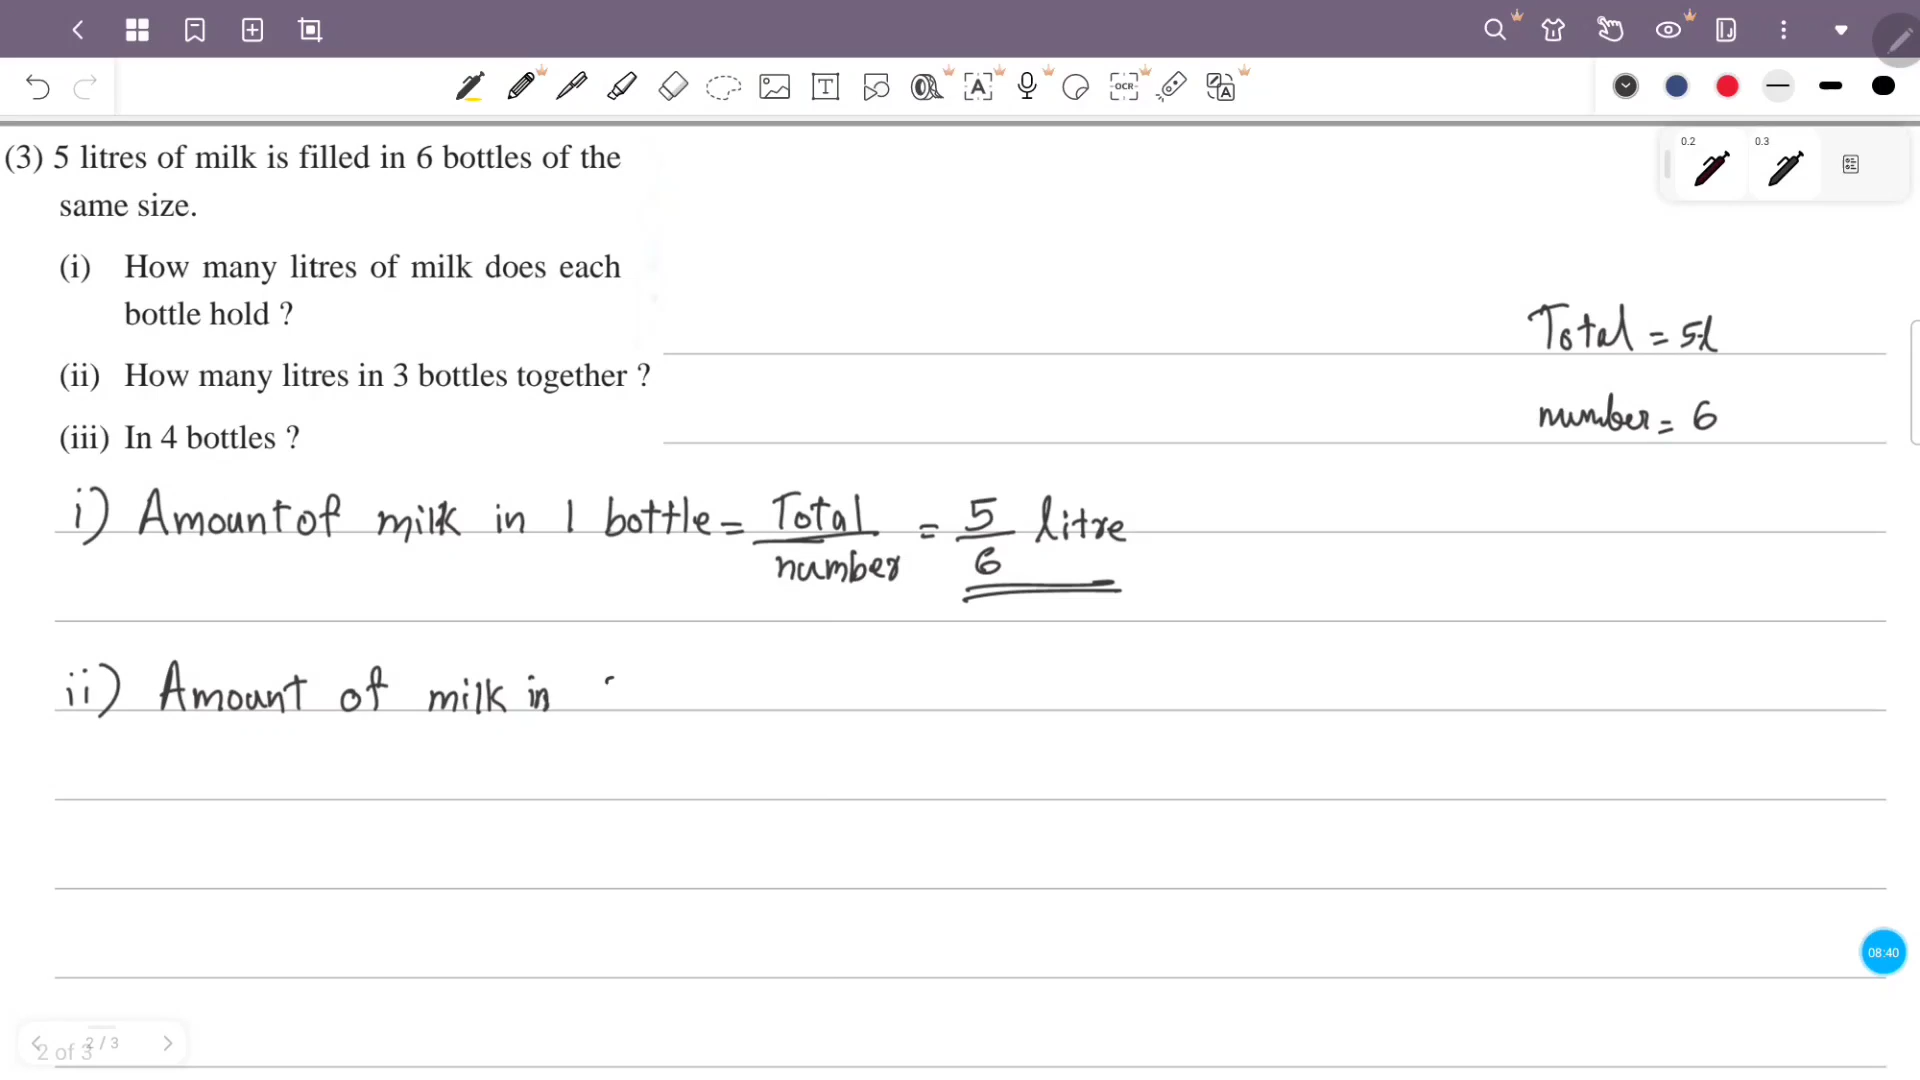 0.2
0.3
OCR
(3) 5 litres of milk is filled in 6 bottles of the
same size.
(i) How many litres of milk does each
bottle hold ?
(ii) How many litres in 3 bottles together ?
(iii) In 4 bottles ?
Total = 5l
number = 6
i) Amount of milk in 1 bottle = Total / number = 5/6 litre
ii) Amount of milk in
08:40
2 / 3
2 of 3